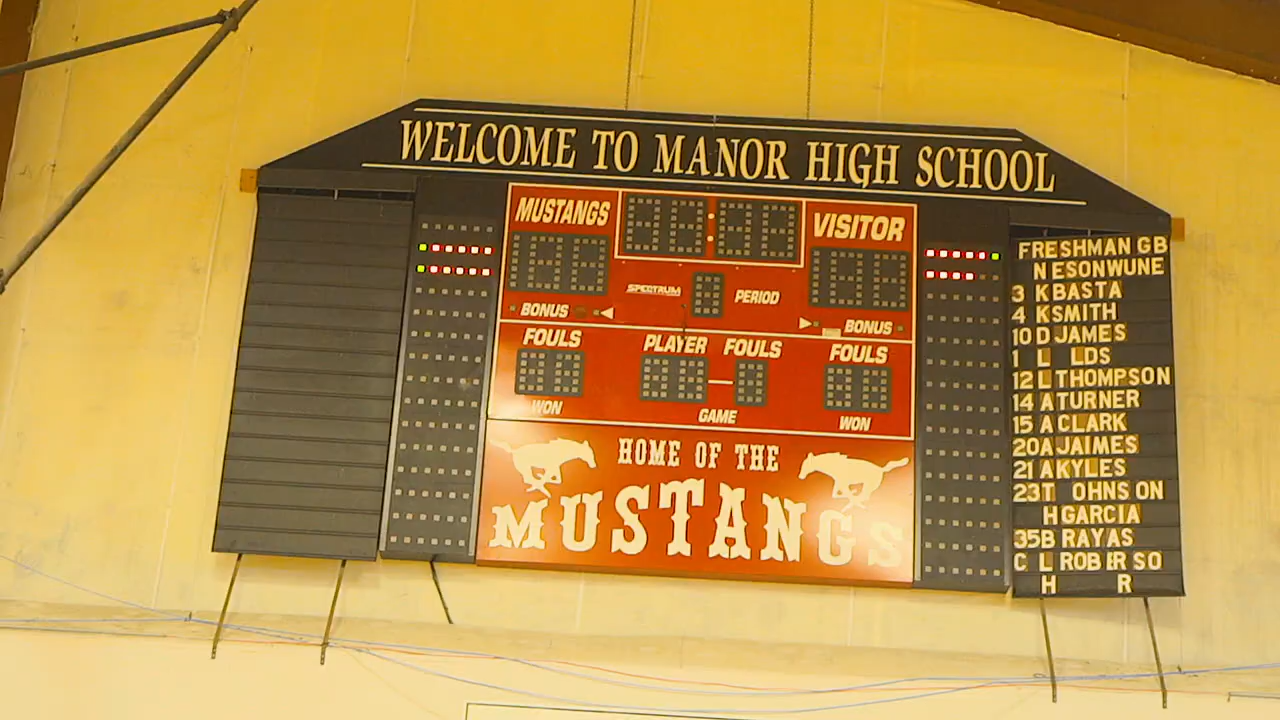 WELCOME TO MANOR HIGH SCHOOL
MUSTANGS
VISITOR
SPECTRUM
PERIOD
BONUS
BONUS
FOULS
PLAYER
FOULS
FOULS
WON
GAME
WON
HOME OF THE
MUSTANGS
FRESHMAN GB
N ESONWUNE
3 K BASTA
4 K SMITH
10 D JAMES
1 L LDS
12 L THOMPSON
14 A TURNER
15 A CLARK
20 A JAIMES
21 A KYLES
23 T OHNS ON
H GARCIA
35 B RAYAS
C L ROB IR SO
H R